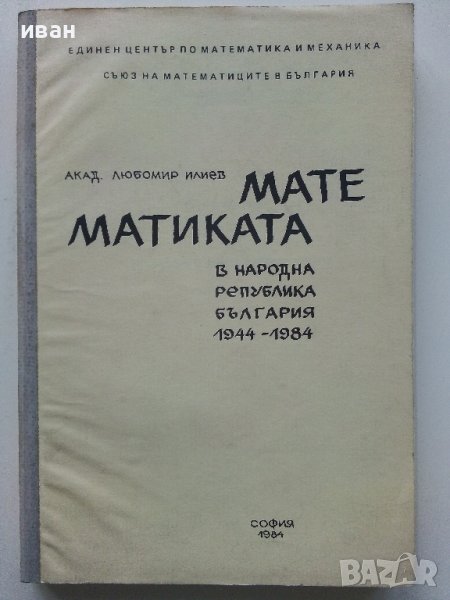 иван
ЕДИНЕН ЦЕНТЪР ПО МАТЕМАТИКА И МЕХАНИКА
СЪЮЗ НА МАТЕМАТИЦИТЕ В БЪЛГАРИЯ
АКАД. ЛЮБОМИР ИЛИЕВ
МАТЕ
МАТИКАТА
В НАРОДНА
РЕПУБЛИКА
БЪЛГАРИЯ
1944-1984
СОФИЯ
1984
BAZAR